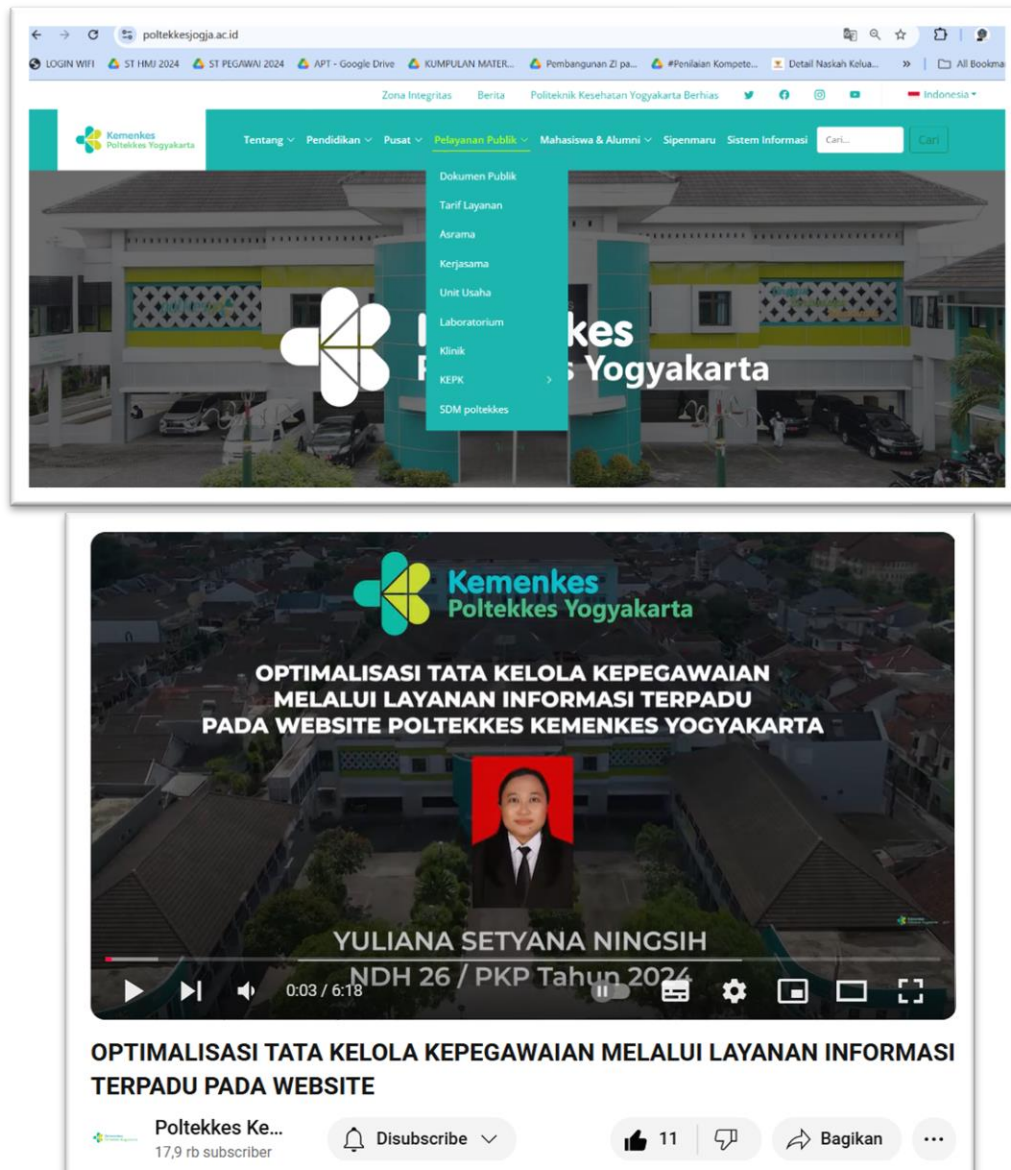 poltekkesjogja.ac.id
LOGIN WIFI ST HMJ 2024 ST PEGAWAI 2024 APT - Google Drive KUMPULAN MATER... Pembangunan ZI pa... #Penilaian Kompete... Detail Naskah Kelua... » All Bookma
Zona Integritas Berita Politeknik Kesehatan Yogyakarta Berhias Indonesia
Kemenkes
Poltekkes Yogyakarta
Tentang Pendidikan Pusat Pelayanan Publik Mahasiswa & Alumni Sipenmaru Sistem Informasi Cari... Cari
Dokumen Publik
Tarif Layanan
Asrama
Kerjasama
Unit Usaha
Laboratorium
Klinik
KEPK
SDM poltekkes
K kes
P s Yogyakarta
Kemenkes
Poltekkes Yogyakarta
OPTIMALISASI TATA KELOLA KEPEGAWAIAN
MELALUI LAYANAN INFORMASI TERPADU
PADA WEBSITE POLTEKKES KEMENKES YOGYAKARTA
YULIANA SETYANA NINGSIH
NDH 26 / PKP Tahun 2024
0:03 / 6:18
OPTIMALISASI TATA KELOLA KEPEGAWAIAN MELALUI LAYANAN INFORMASI
TERPADU PADA WEBSITE
Poltekkes Ke...
17,9 rb subscriber
Disubscribe
11
Bagikan